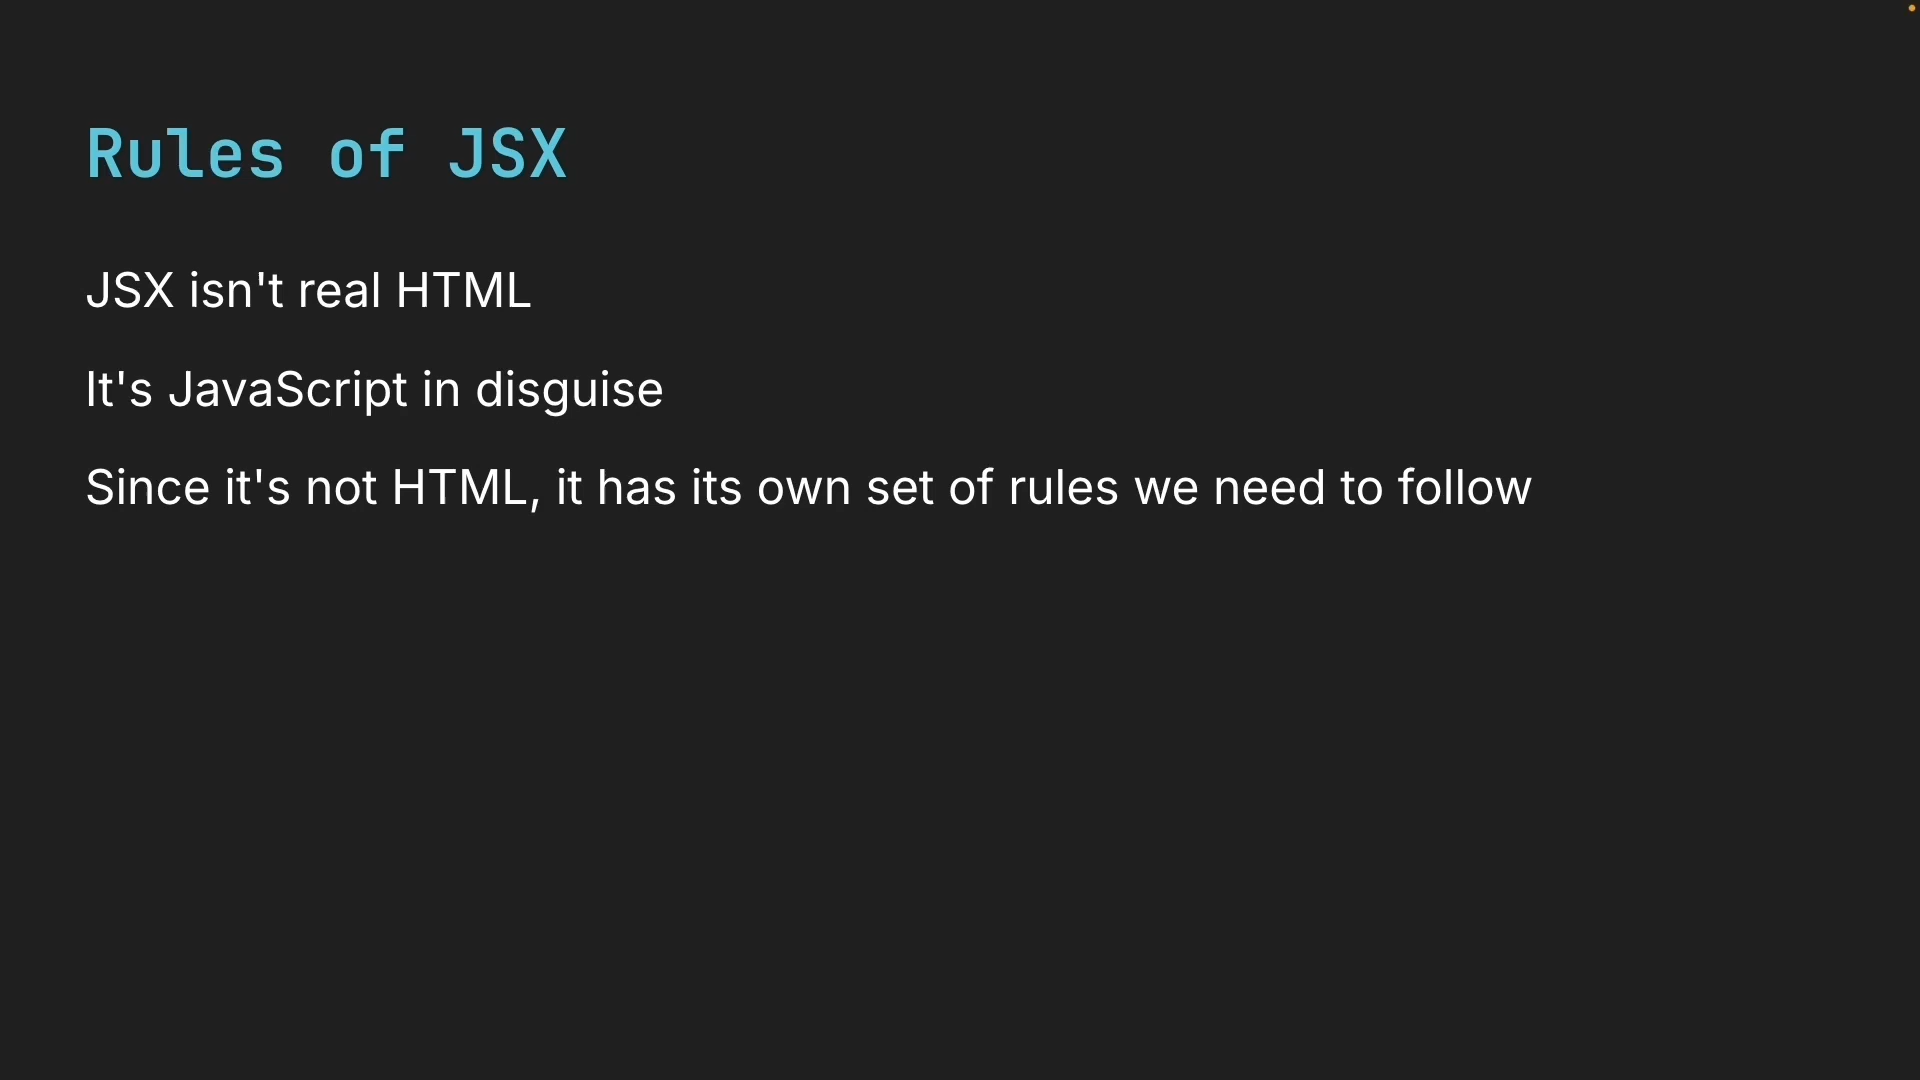 Rules of JSX
JSX isn't real HTML
It's JavaScript in disguise
Since it's not HTML, it has its own set of rules we need to follow